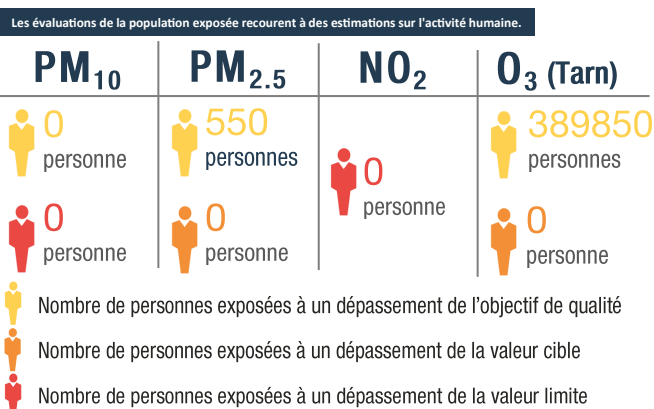 Les évaluations de la population exposée recourent à des estimations sur l'activité humaine.
PM10 PM2.5 NO2 O3 (Tarn)
0 personne
550 personnes
389850 personnes
0 personne
0 personne
0 personne
0 personne
Nombre de personnes exposées à un dépassement de l'objectif de qualité
Nombre de personnes exposées à un dépassement de la valeur cible
Nombre de personnes exposées à un dépassement de la valeur limite